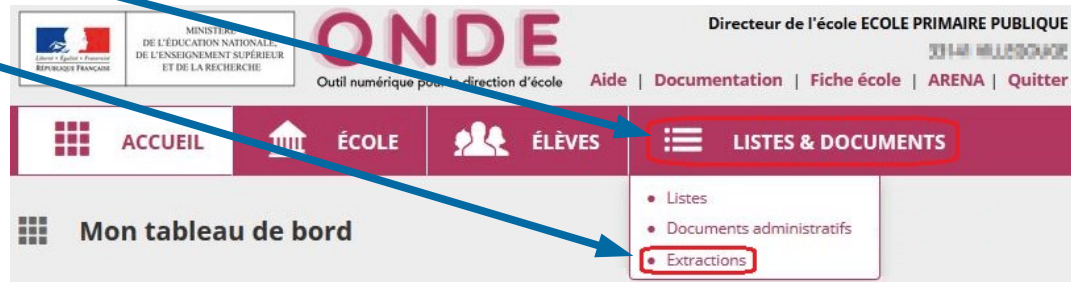 MINISTÈRE
DE L'ÉDUCATION NATIONALE,
DE L'ENSEIGNEMENT SUPÉRIEUR
ET DE LA RECHERCHE
Liberté • Égalité • Fraternité
RÉPUBLIQUE FRANÇAISE
ONDE
Outil numérique pour la direction d'école
Directeur de l'école ECOLE PRIMAIRE PUBLIQUE
Aide | Documentation | Fiche école | ARENA | Quitter
ACCUEIL
ÉCOLE
ÉLÈVES
LISTES & DOCUMENTS
Mon tableau de bord
• Listes
• Documents administratifs
• Extractions